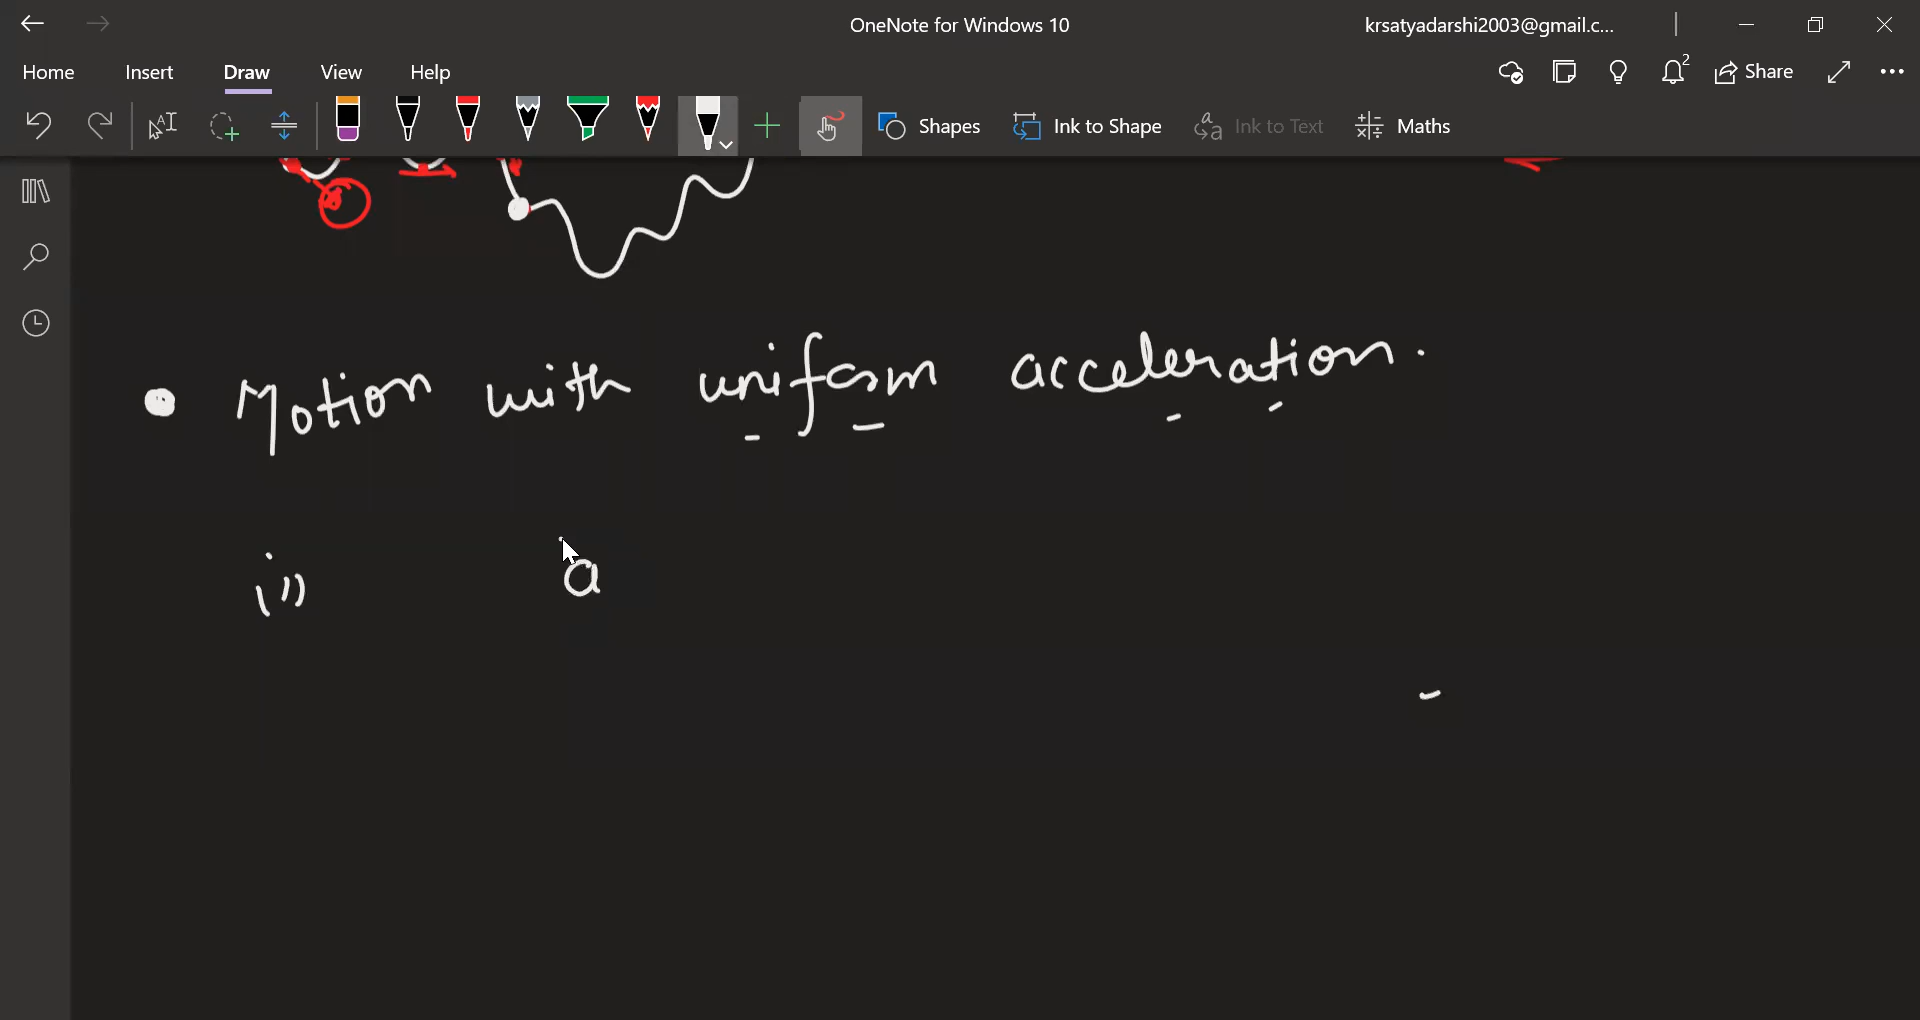 OneNote for Windows 10
krsatyadarshi2003@gmail.c...
Home Insert Draw View Help
2 Share
Shapes Ink to Shape Ink to Text Maths
Motion with uniform acceleration.
a